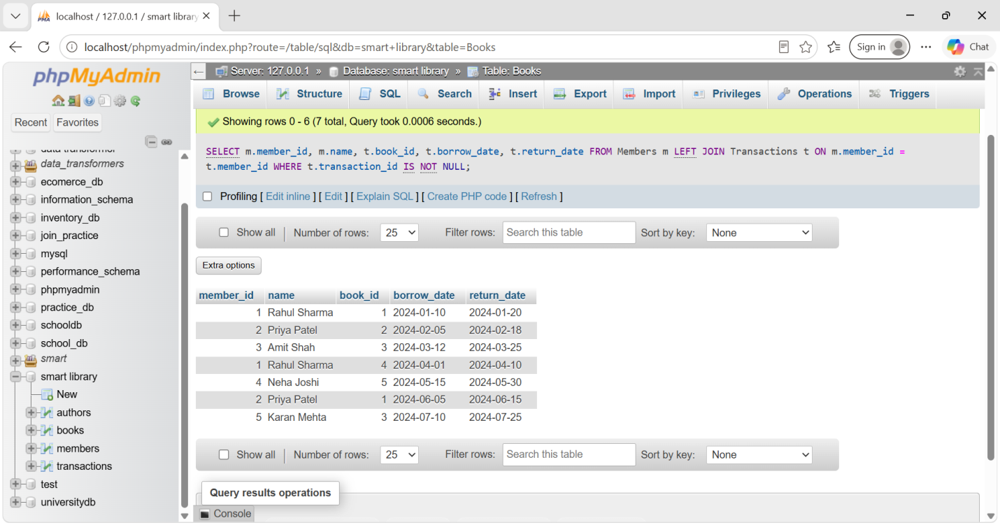 localhost / 127.0.0.1 / smart library
localhost/phpmyadmin/index.php?route=/table/sql&db=smart+library&table=Books
Sign in
Chat
phpMyAdmin
Recent
Favorites
data_transformers
ecomerce_db
information_schema
inventory_db
join_practice
mysql
performance_schema
phpmyadmin
practice_db
schooldb
school_db
smart
smart library
New
authors
books
members
transactions
test
universitydb
Server: 127.0.0.1 » Database: smart library » Table: Books
Browse Structure SQL Search Insert Export Import Privileges Operations Triggers
Showing rows 0 - 6 (7 total, Query took 0.0006 seconds.)
SELECT m.member_id, m.name, t.book_id, t.borrow_date, t.return_date FROM Members m LEFT JOIN Transactions t ON m.member_id =
t.member_id WHERE t.transaction_id IS NOT NULL;
Profiling [ Edit inline ] [ Edit ] [ Explain SQL ] [ Create PHP code ] [ Refresh ]
Show all Number of rows: 25 Filter rows: Search this table Sort by key: None
Extra options
member_id name book_id borrow_date return_date
1 Rahul Sharma 1 2024-01-10 2024-01-20
2 Priya Patel 2 2024-02-05 2024-02-18
3 Amit Shah 3 2024-03-12 2024-03-25
1 Rahul Sharma 4 2024-04-01 2024-04-10
4 Neha Joshi 5 2024-05-15 2024-05-30
2 Priya Patel 1 2024-06-05 2024-06-15
5 Karan Mehta 3 2024-07-10 2024-07-25
Show all Number of rows: 25 Filter rows: Search this table Sort by key: None
Query results operations
Console